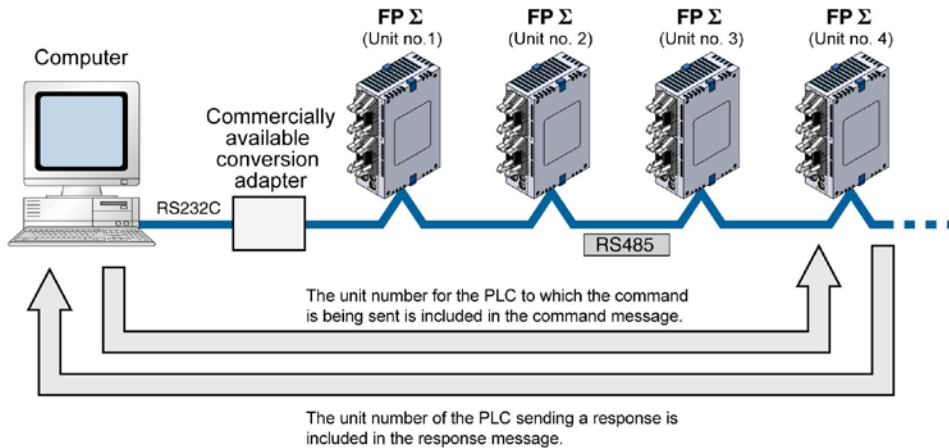 FP Σ
(Unit no.1)
FP Σ
(Unit no. 2)
FP Σ
(Unit no. 3)
FP Σ
(Unit no. 4)
Computer
Commercially
available
conversion
adapter
RS232C
RS485
The unit number for the PLC to which the command
is being sent is included in the command message.
The unit number of the PLC sending a response is
included in the response message.